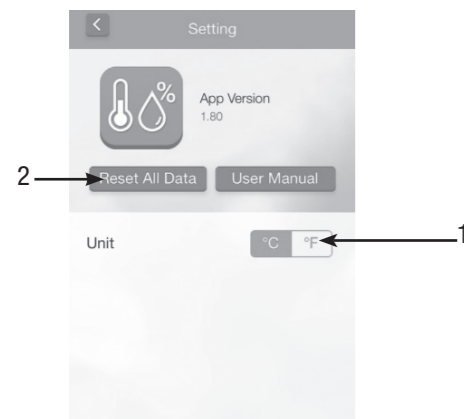 Setting
%
App Version
1.80
2
Reset All Data
User Manual
Unit
°C
°F
1